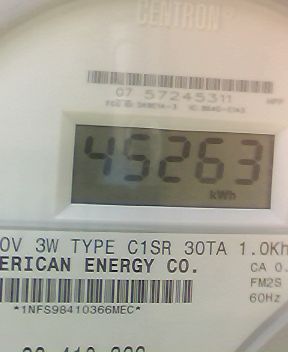 CENTRON
07 57245311
45263
kWh
0V 3W TYPE C1SR 30TA 1.0Kh
ERICAN ENERGY CO.
CA 0.
FM2S
60Hz
*1NFS98410366MEC*